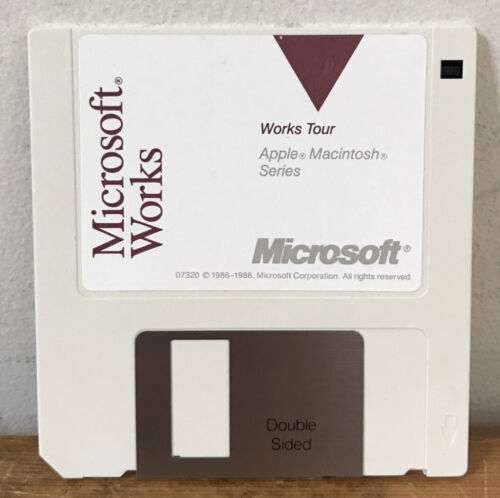 Microsoft®
Works
Works Tour
Apple® Macintosh®
Series
Microsoft®
07320 © 1986-1988. Microsoft Corporation. All rights reserved.
Double
Sided